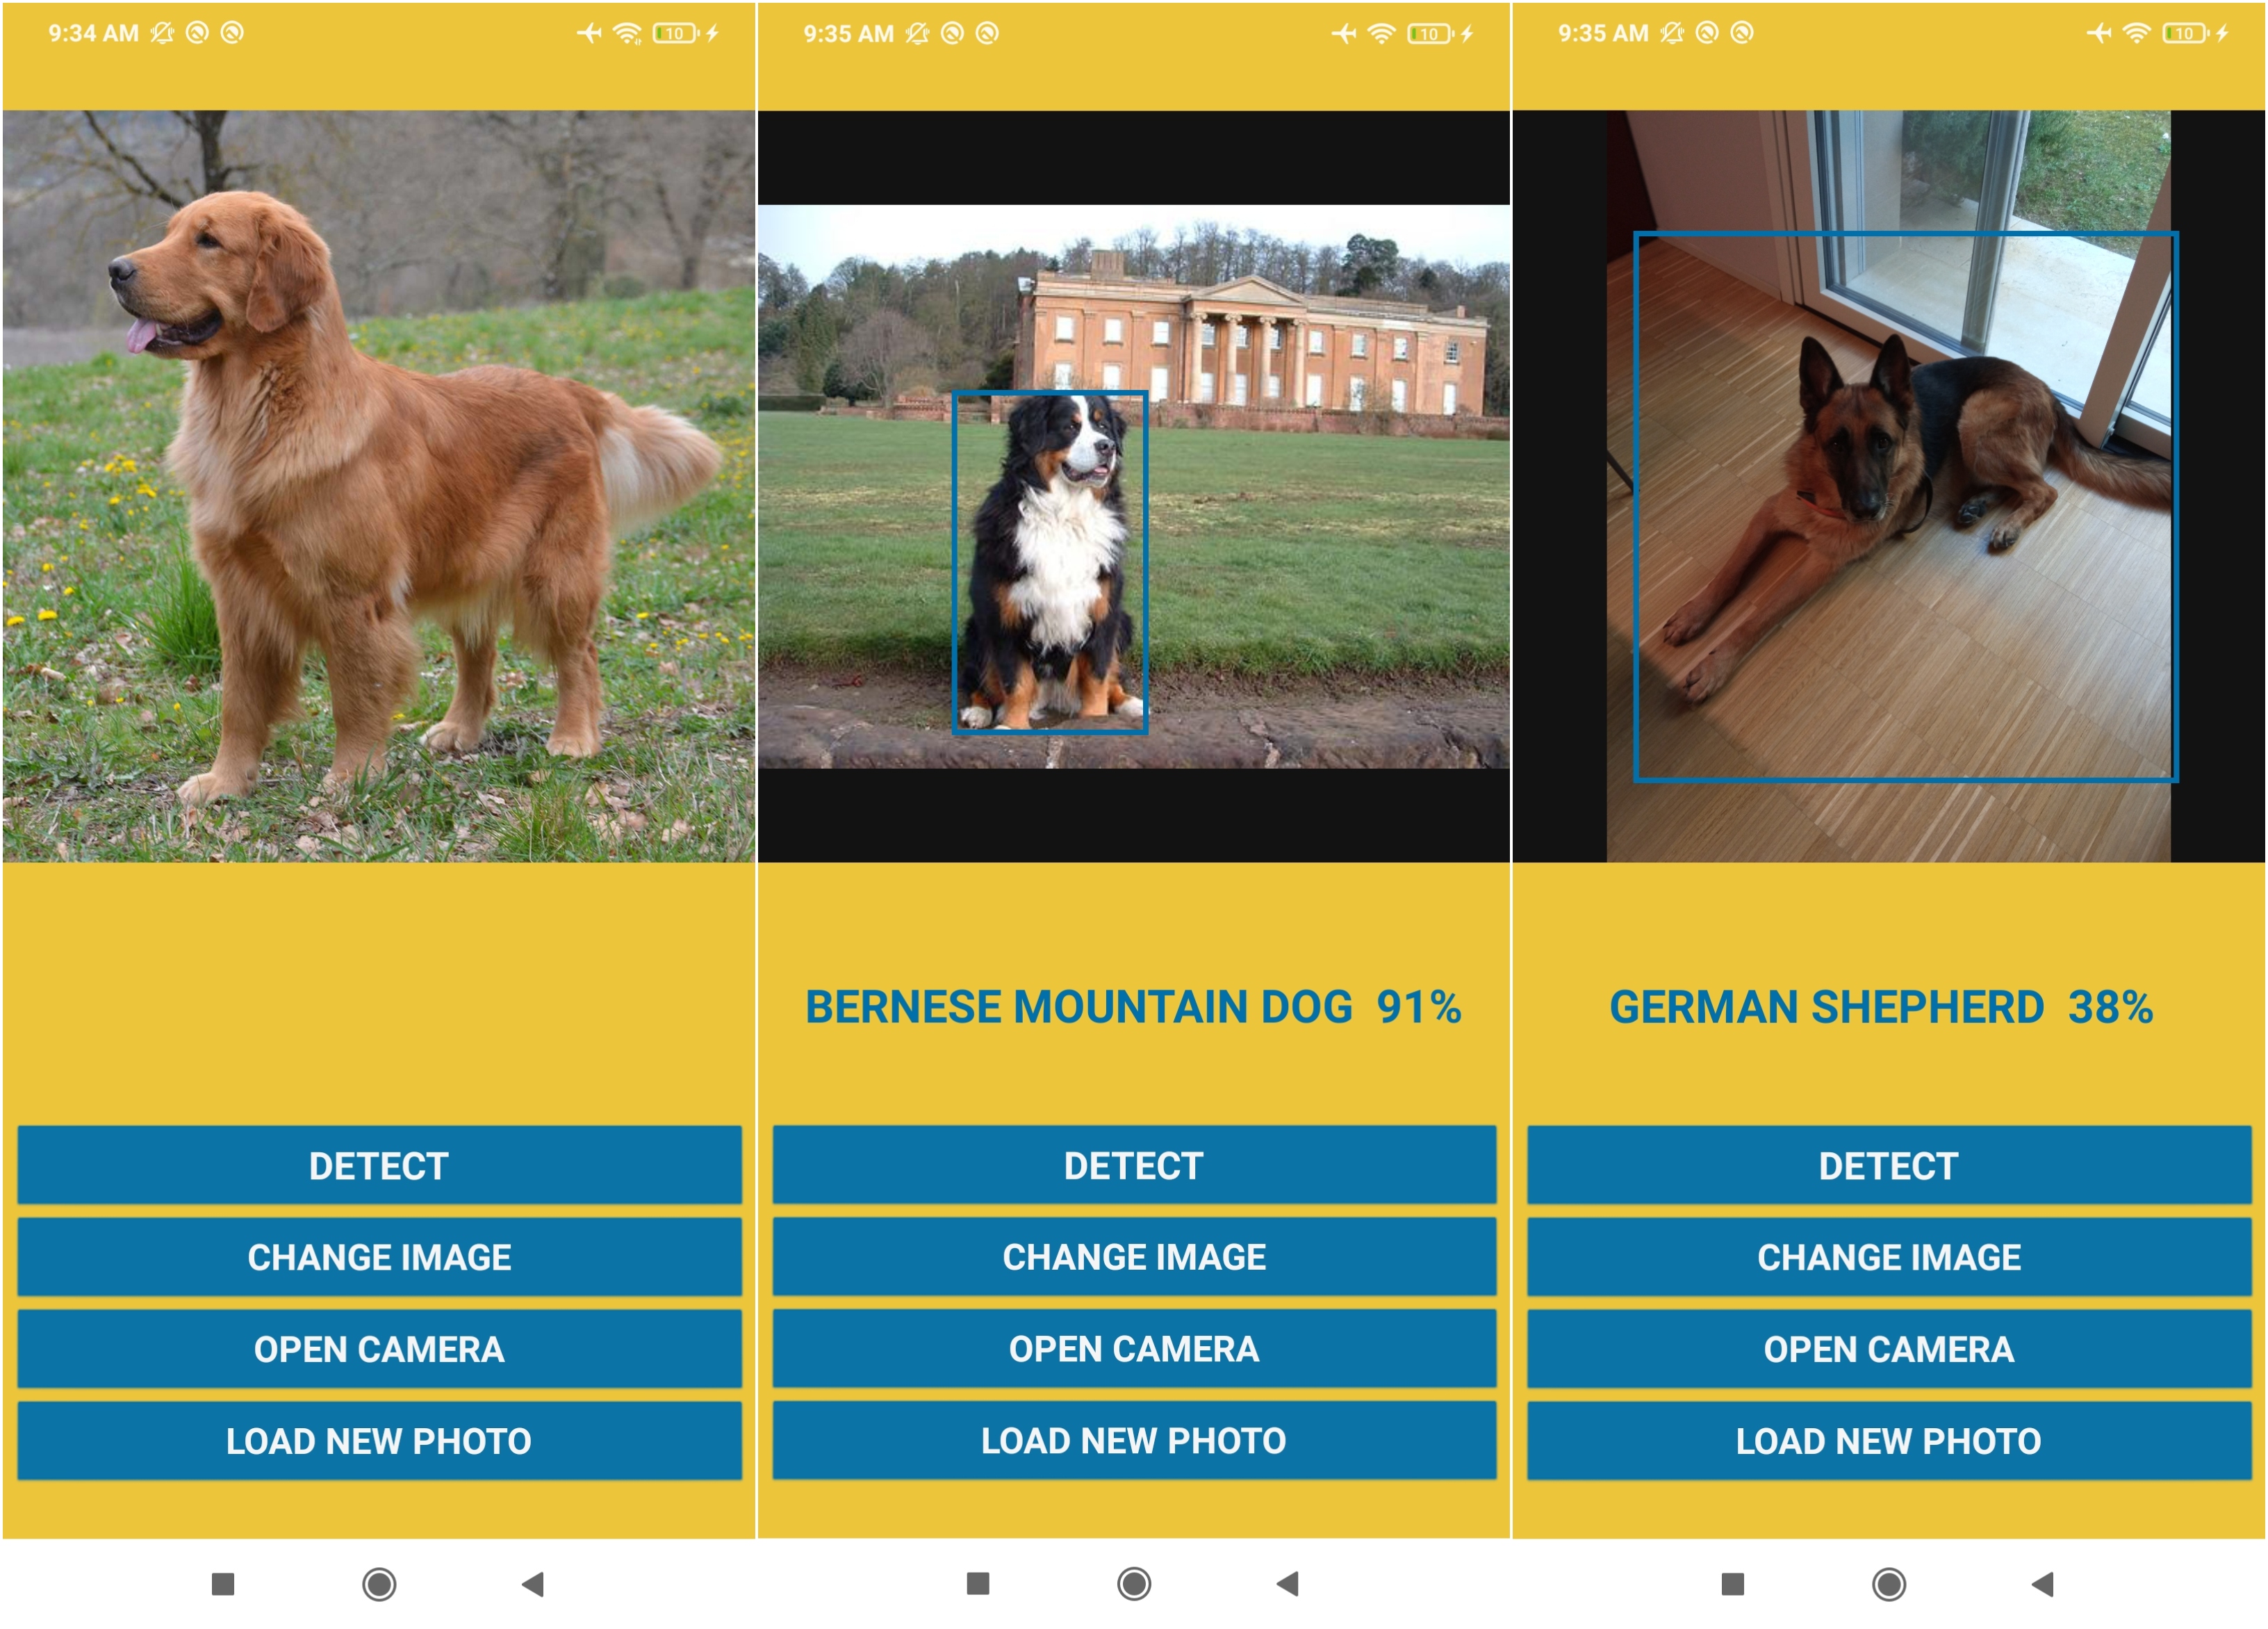 9:34 AM
10
DETECT
CHANGE IMAGE
OPEN CAMERA
LOAD NEW PHOTO
9:35 AM
10
BERNESE MOUNTAIN DOG 91%
DETECT
CHANGE IMAGE
OPEN CAMERA
LOAD NEW PHOTO
9:35 AM
10
GERMAN SHEPHERD 38%
DETECT
CHANGE IMAGE
OPEN CAMERA
LOAD NEW PHOTO